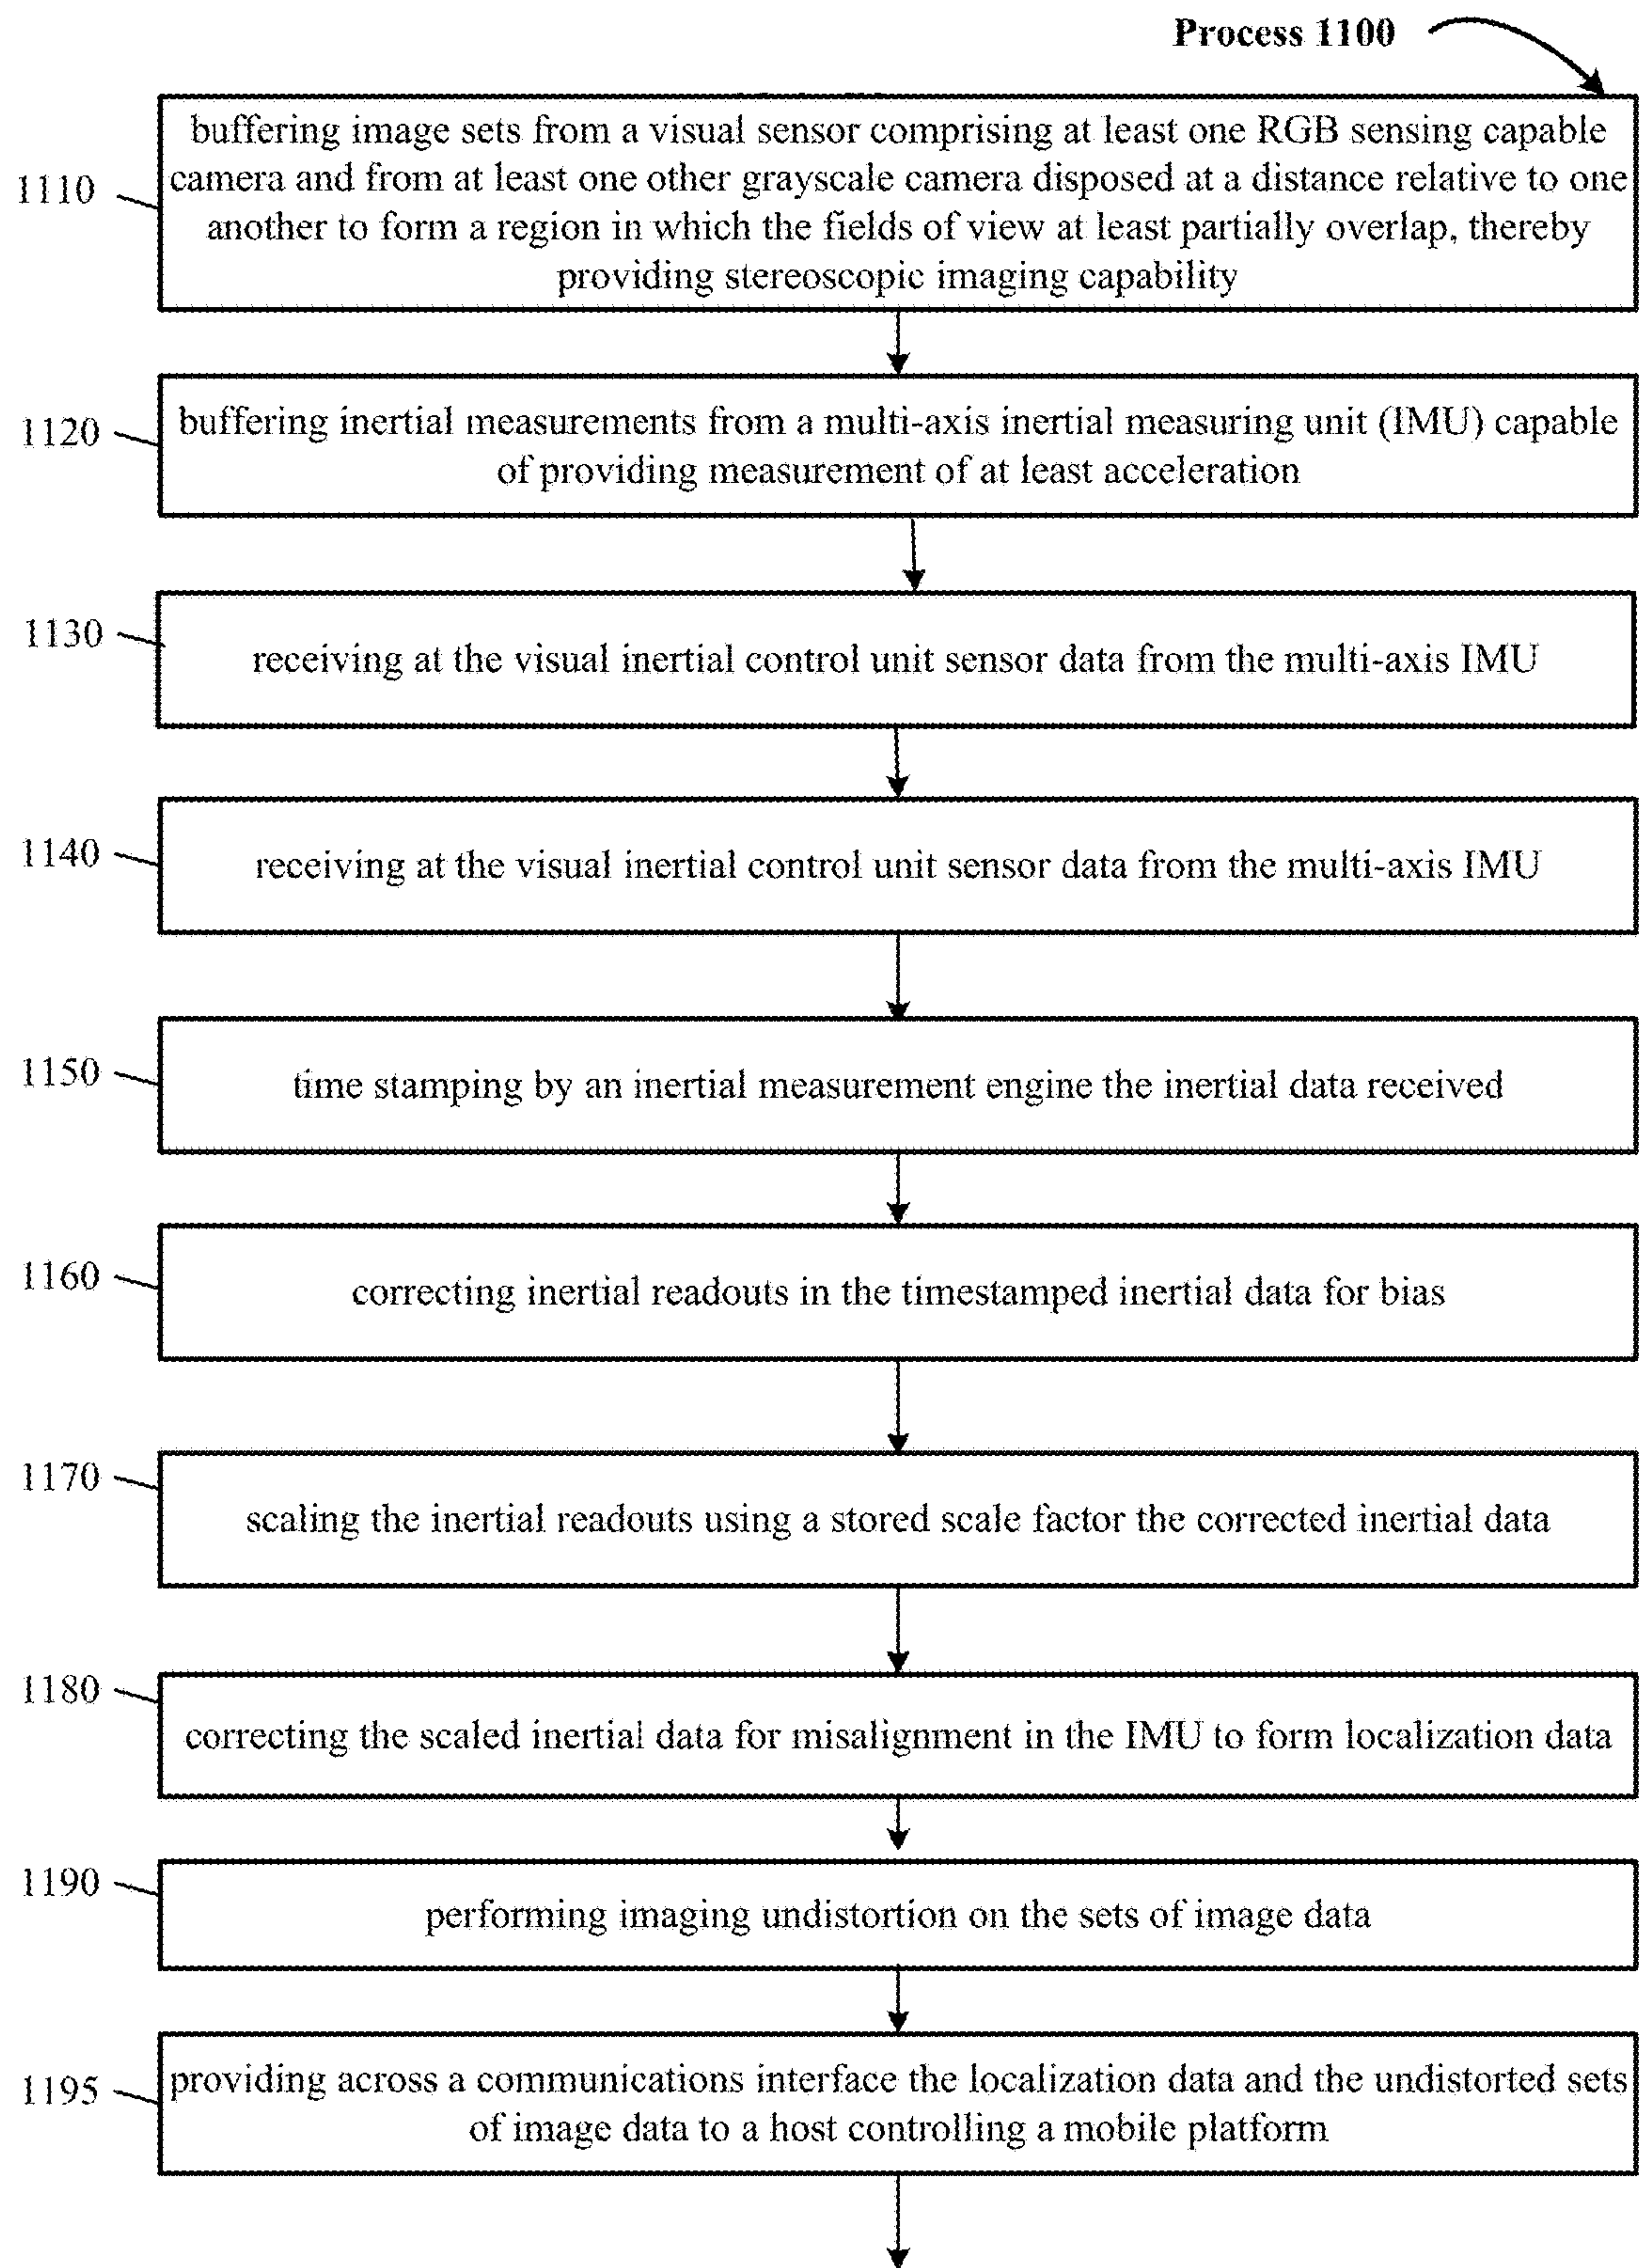 Process 1100
1110
buffering image sets from a visual sensor comprising at least one RGB sensing capable
camera and from at least one other grayscale camera disposed at a distance relative to one
another to form a region in which the fields of view at least partially overlap, thereby
providing stereoscopic imaging capability
1120
buffering inertial measurements from a multi-axis inertial measuring unit (IMU) capable
of providing measurement of at least acceleration
1130
receiving at the visual inertial control unit sensor data from the multi-axis IMU
1140
receiving at the visual inertial control unit sensor data from the multi-axis IMU
1150
time stamping by an inertial measurement engine the inertial data received
1160
correcting inertial readouts in the timestamped inertial data for bias
1170
scaling the inertial readouts using a stored scale factor the corrected inertial data
1180
correcting the scaled inertial data for misalignment in the IMU to form localization data
1190
performing imaging undistortion on the sets of image data
1195
providing across a communications interface the localization data and the undistorted sets
of image data to a host controlling a mobile platform